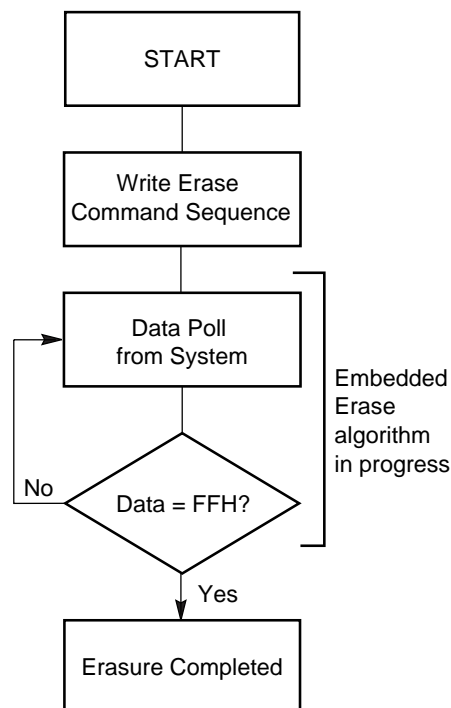 START
Write Erase
Command Sequence
Data Poll
from System
Embedded
Erase
algorithm
in progress
No
Data = FFH?
Yes
Erasure Completed